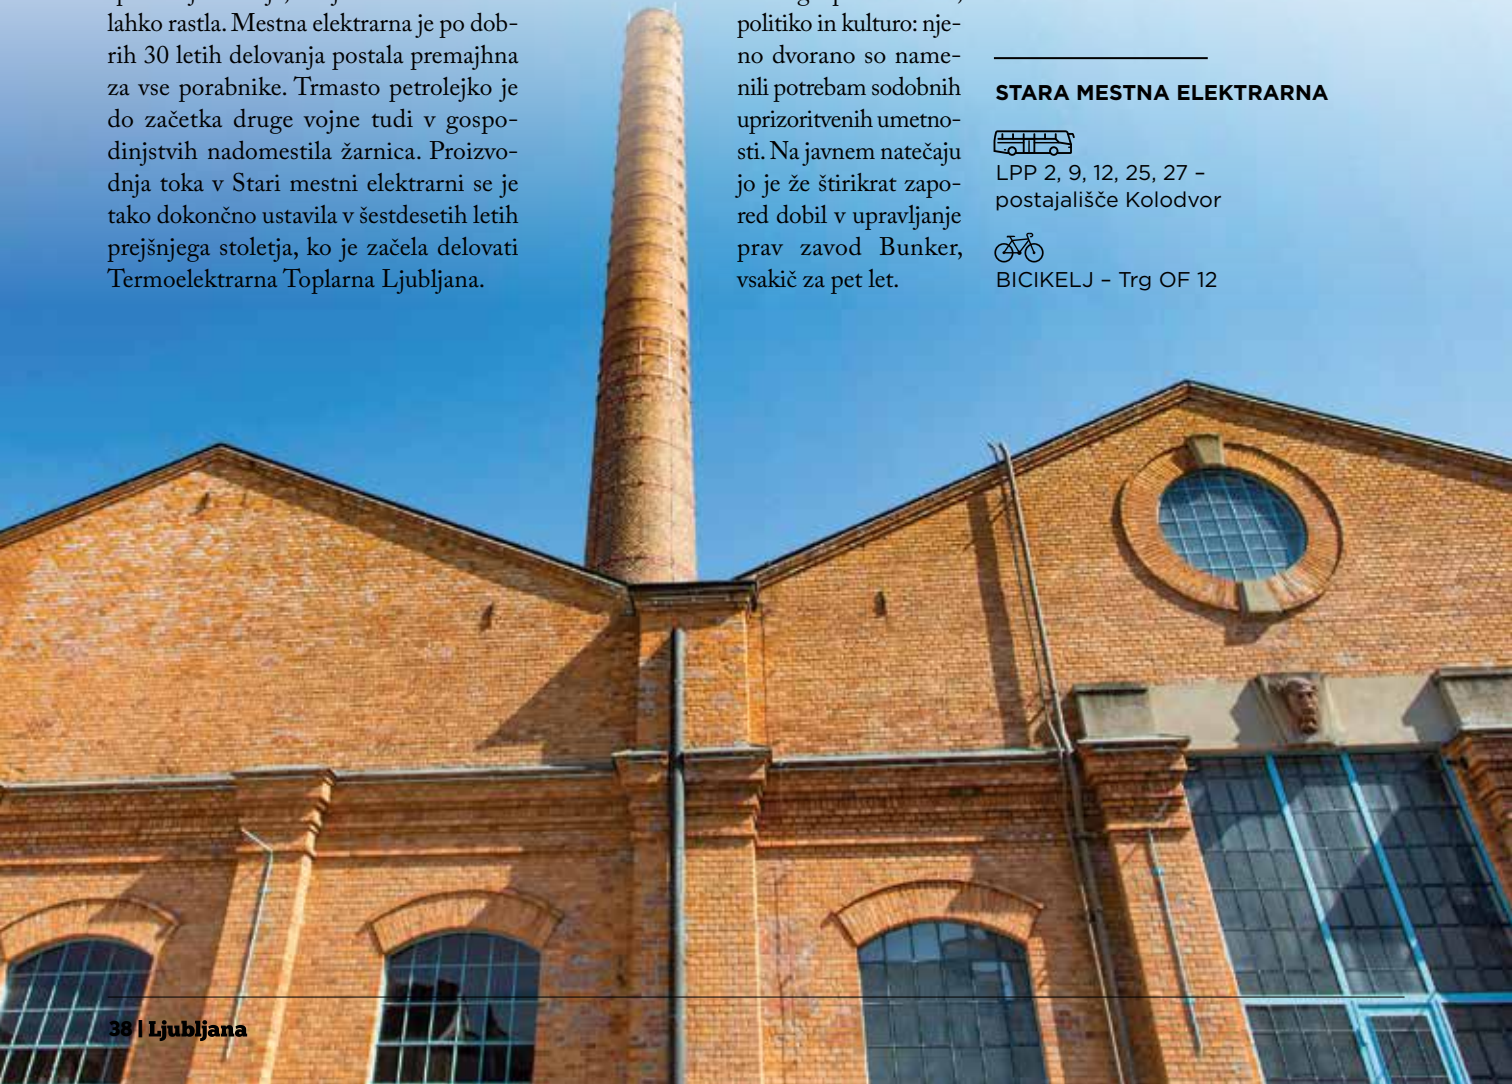 lahko rastla. Mestna elektrarna je po dob-
rih 30 letih delovanja postala premajhna
za vse porabnike. Trmasto petrolejko je
do začetka druge vojne tudi v gospo-
dinjstvih nadomestila žarnica. Proizvo-
dnja toka v Stari mestni elektrarni se je
tako dokončno ustavila v šestdesetih letih
prejšnjega stoletja, ko je začela delovati
Termoelektrarna Toplarna Ljubljana.
politiko in kulturo: nje-
no dvorano so name-
nili potrebam sodobnih
uprizoritvenih umetno-
sti. Na javnem natečaju
jo je že štirikrat zapo-
red dobil v upravljanje
prav zavod Bunker,
vsakič za pet let.
STARA MESTNA ELEKTRARNA
LPP 2, 9, 12, 25, 27 –
postajališče Kolodvor
BICIKELJ – Trg OF 12
38 | Ljubljana